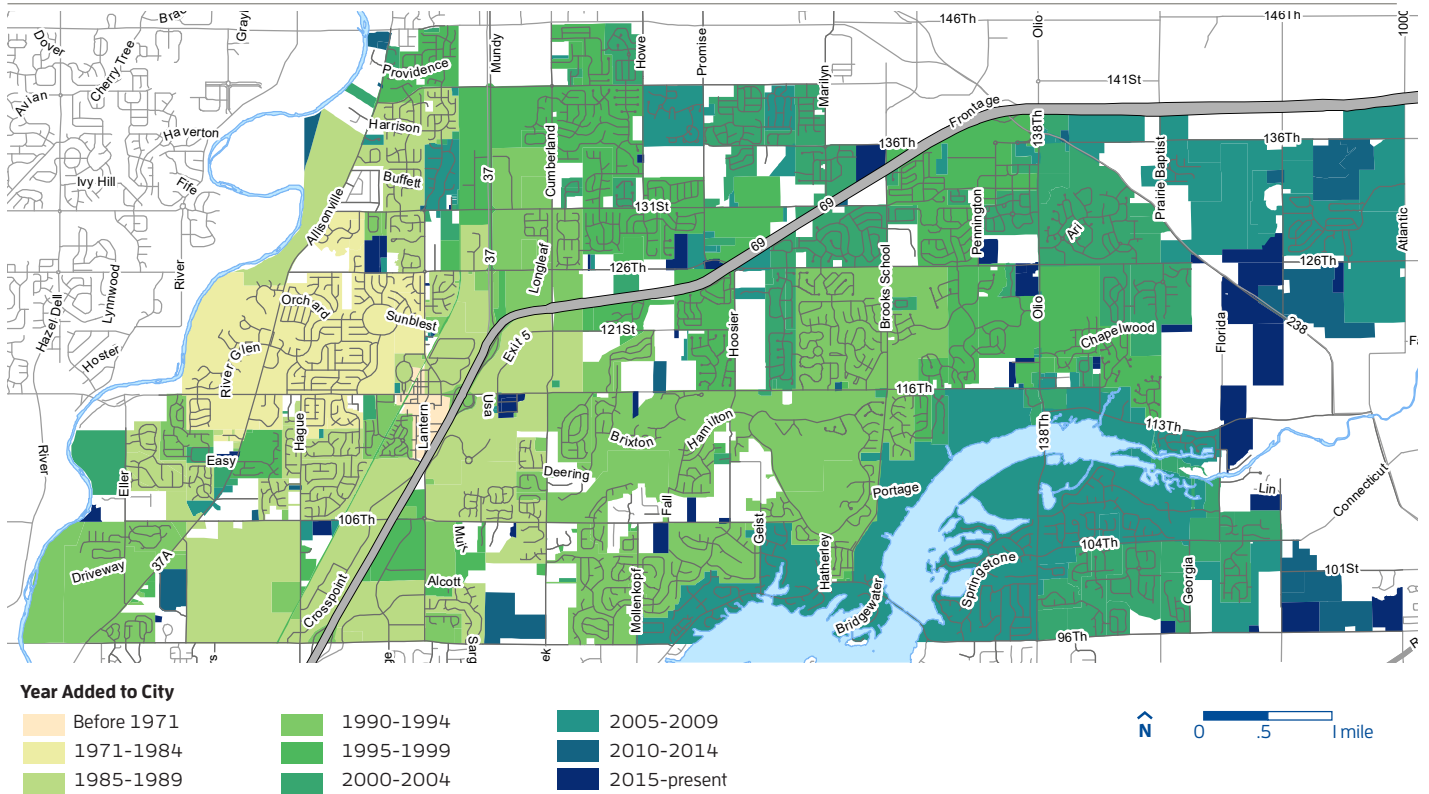 Dover
Cherry Tree
146Th
Olio
146Th
Mundy
Howe
Promise
Marilyn
Providence
141St
Avian
Haverton
Harrison
Frontage
138Th
136Th
136Th
Ivy Hill
Fife
Buffett
37
Cumberland
Prairie Baptist
131St
69
Pennington
Ari
Atlantic
Allisonville
69
River
Lynnwood
37
Longleaf
126Th
126Th
Brooks School
Hazel Dell
Orchard
Sunblest
Olio
Hoster
121St
Hoosier
Chapelwood
Florida
238
River Glen
Exit 5
116Th
Usa
Lantern
Hague
Brixton
Hamilton
138Th
113Th
River
Eller
Easy
Deering
Portage
Lin
Connecticut
Fall
106Th
Geist
Muir
Hatherley
104Th
Driveway
37A
Crosspoint
Alcott
Mollenkopf
Springstone
Georgia
101St
Bridgewater
96Th
ek
Year Added to City
Before 1971
1971-1984
1985-1989
1990-1994
1995-1999
2000-2004
2005-2009
2010-2014
2015-present
N
0 .5 1 mile